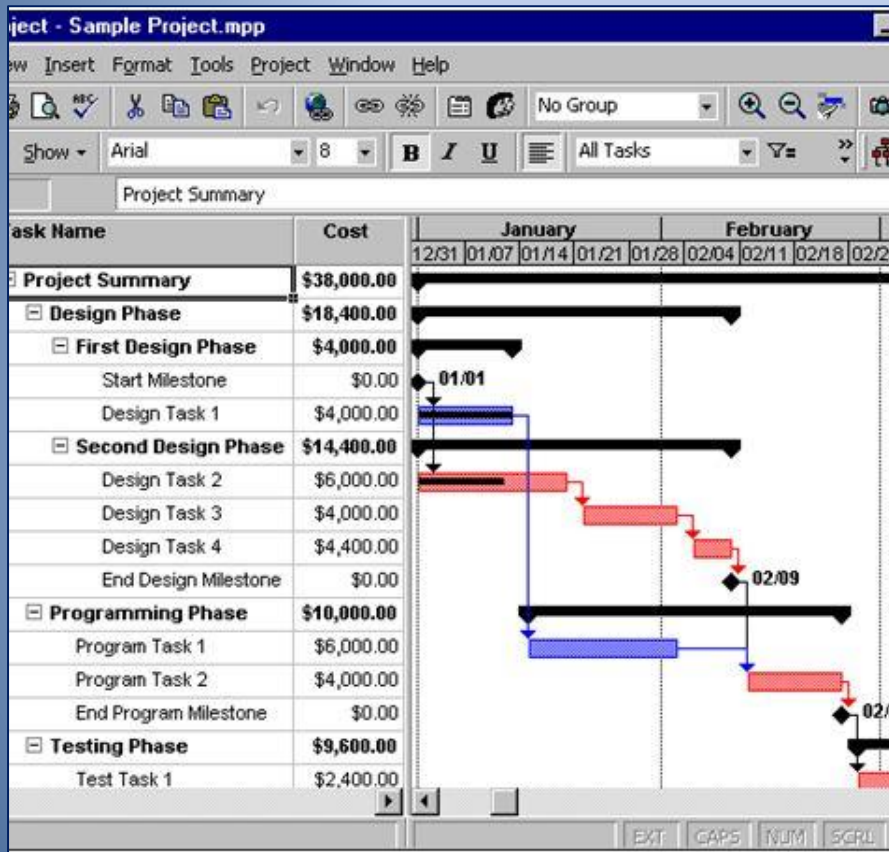 ject - Sample Project.mpp
ew Insert Format Tools Project Window Help
ABC No Group
Show Arial 8 B I U All Tasks
Project Summary
Task Name Cost January February
12/31 01/07 01/14 01/21 01/28 02/04 02/11 02/18 02/2
Project Summary $38,000.00
Design Phase $18,400.00
First Design Phase $4,000.00
Start Milestone $0.00 01/01
Design Task 1 $4,000.00
Second Design Phase $14,400.00
Design Task 2 $6,000.00
Design Task 3 $4,000.00
Design Task 4 $4,400.00
End Design Milestone $0.00 02/09
Programming Phase $10,000.00
Program Task 1 $6,000.00
Program Task 2 $4,000.00
End Program Milestone $0.00 02/
Testing Phase $9,600.00
Test Task 1 $2,400.00
EXT CAPS NUM SCRL